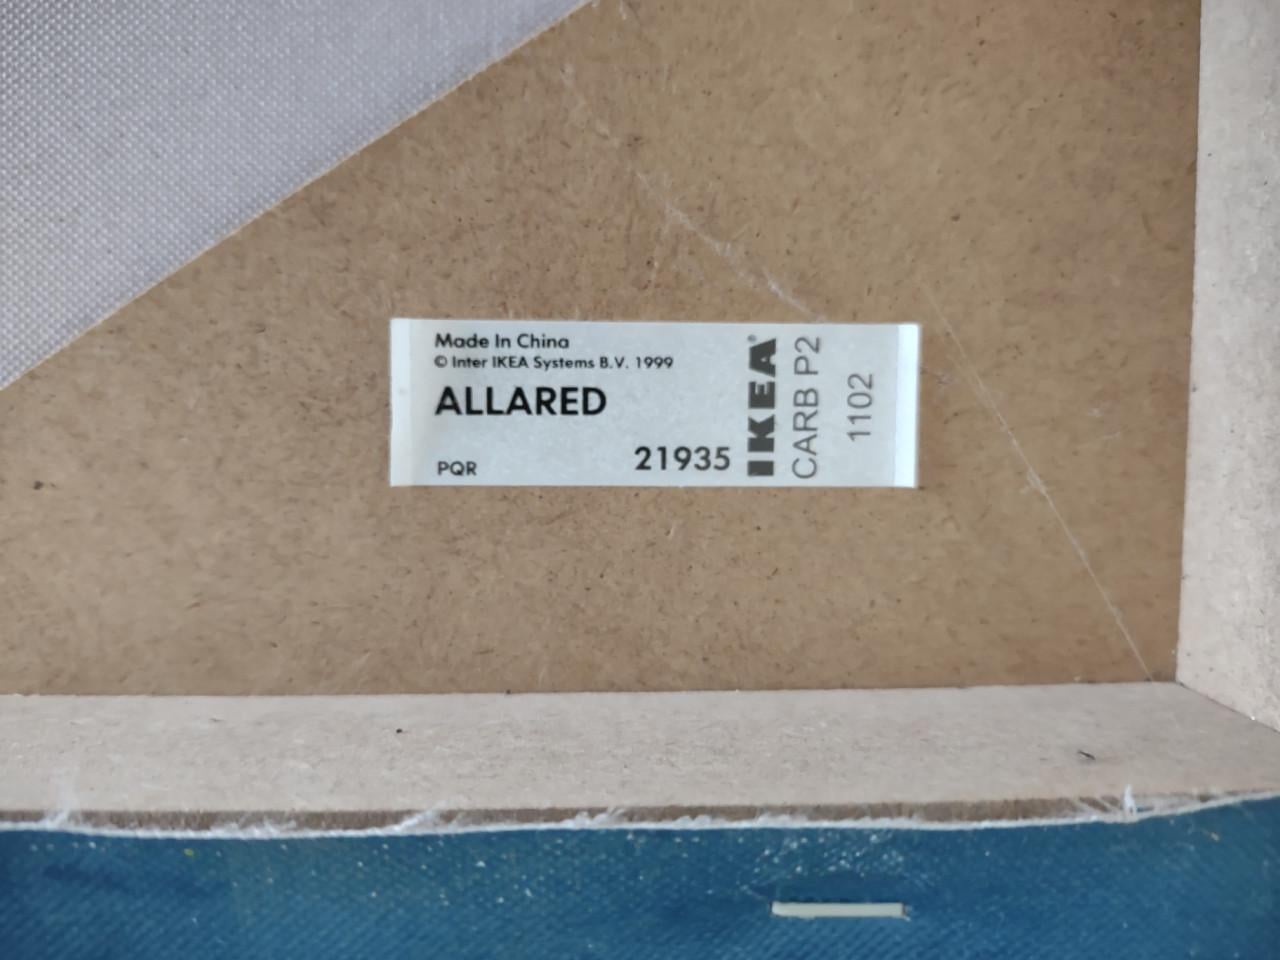 Made In China
© Inter IKEA Systems B.V. 1999
ALLARED
PQR
21935
IKEA®
CARB P2
1102